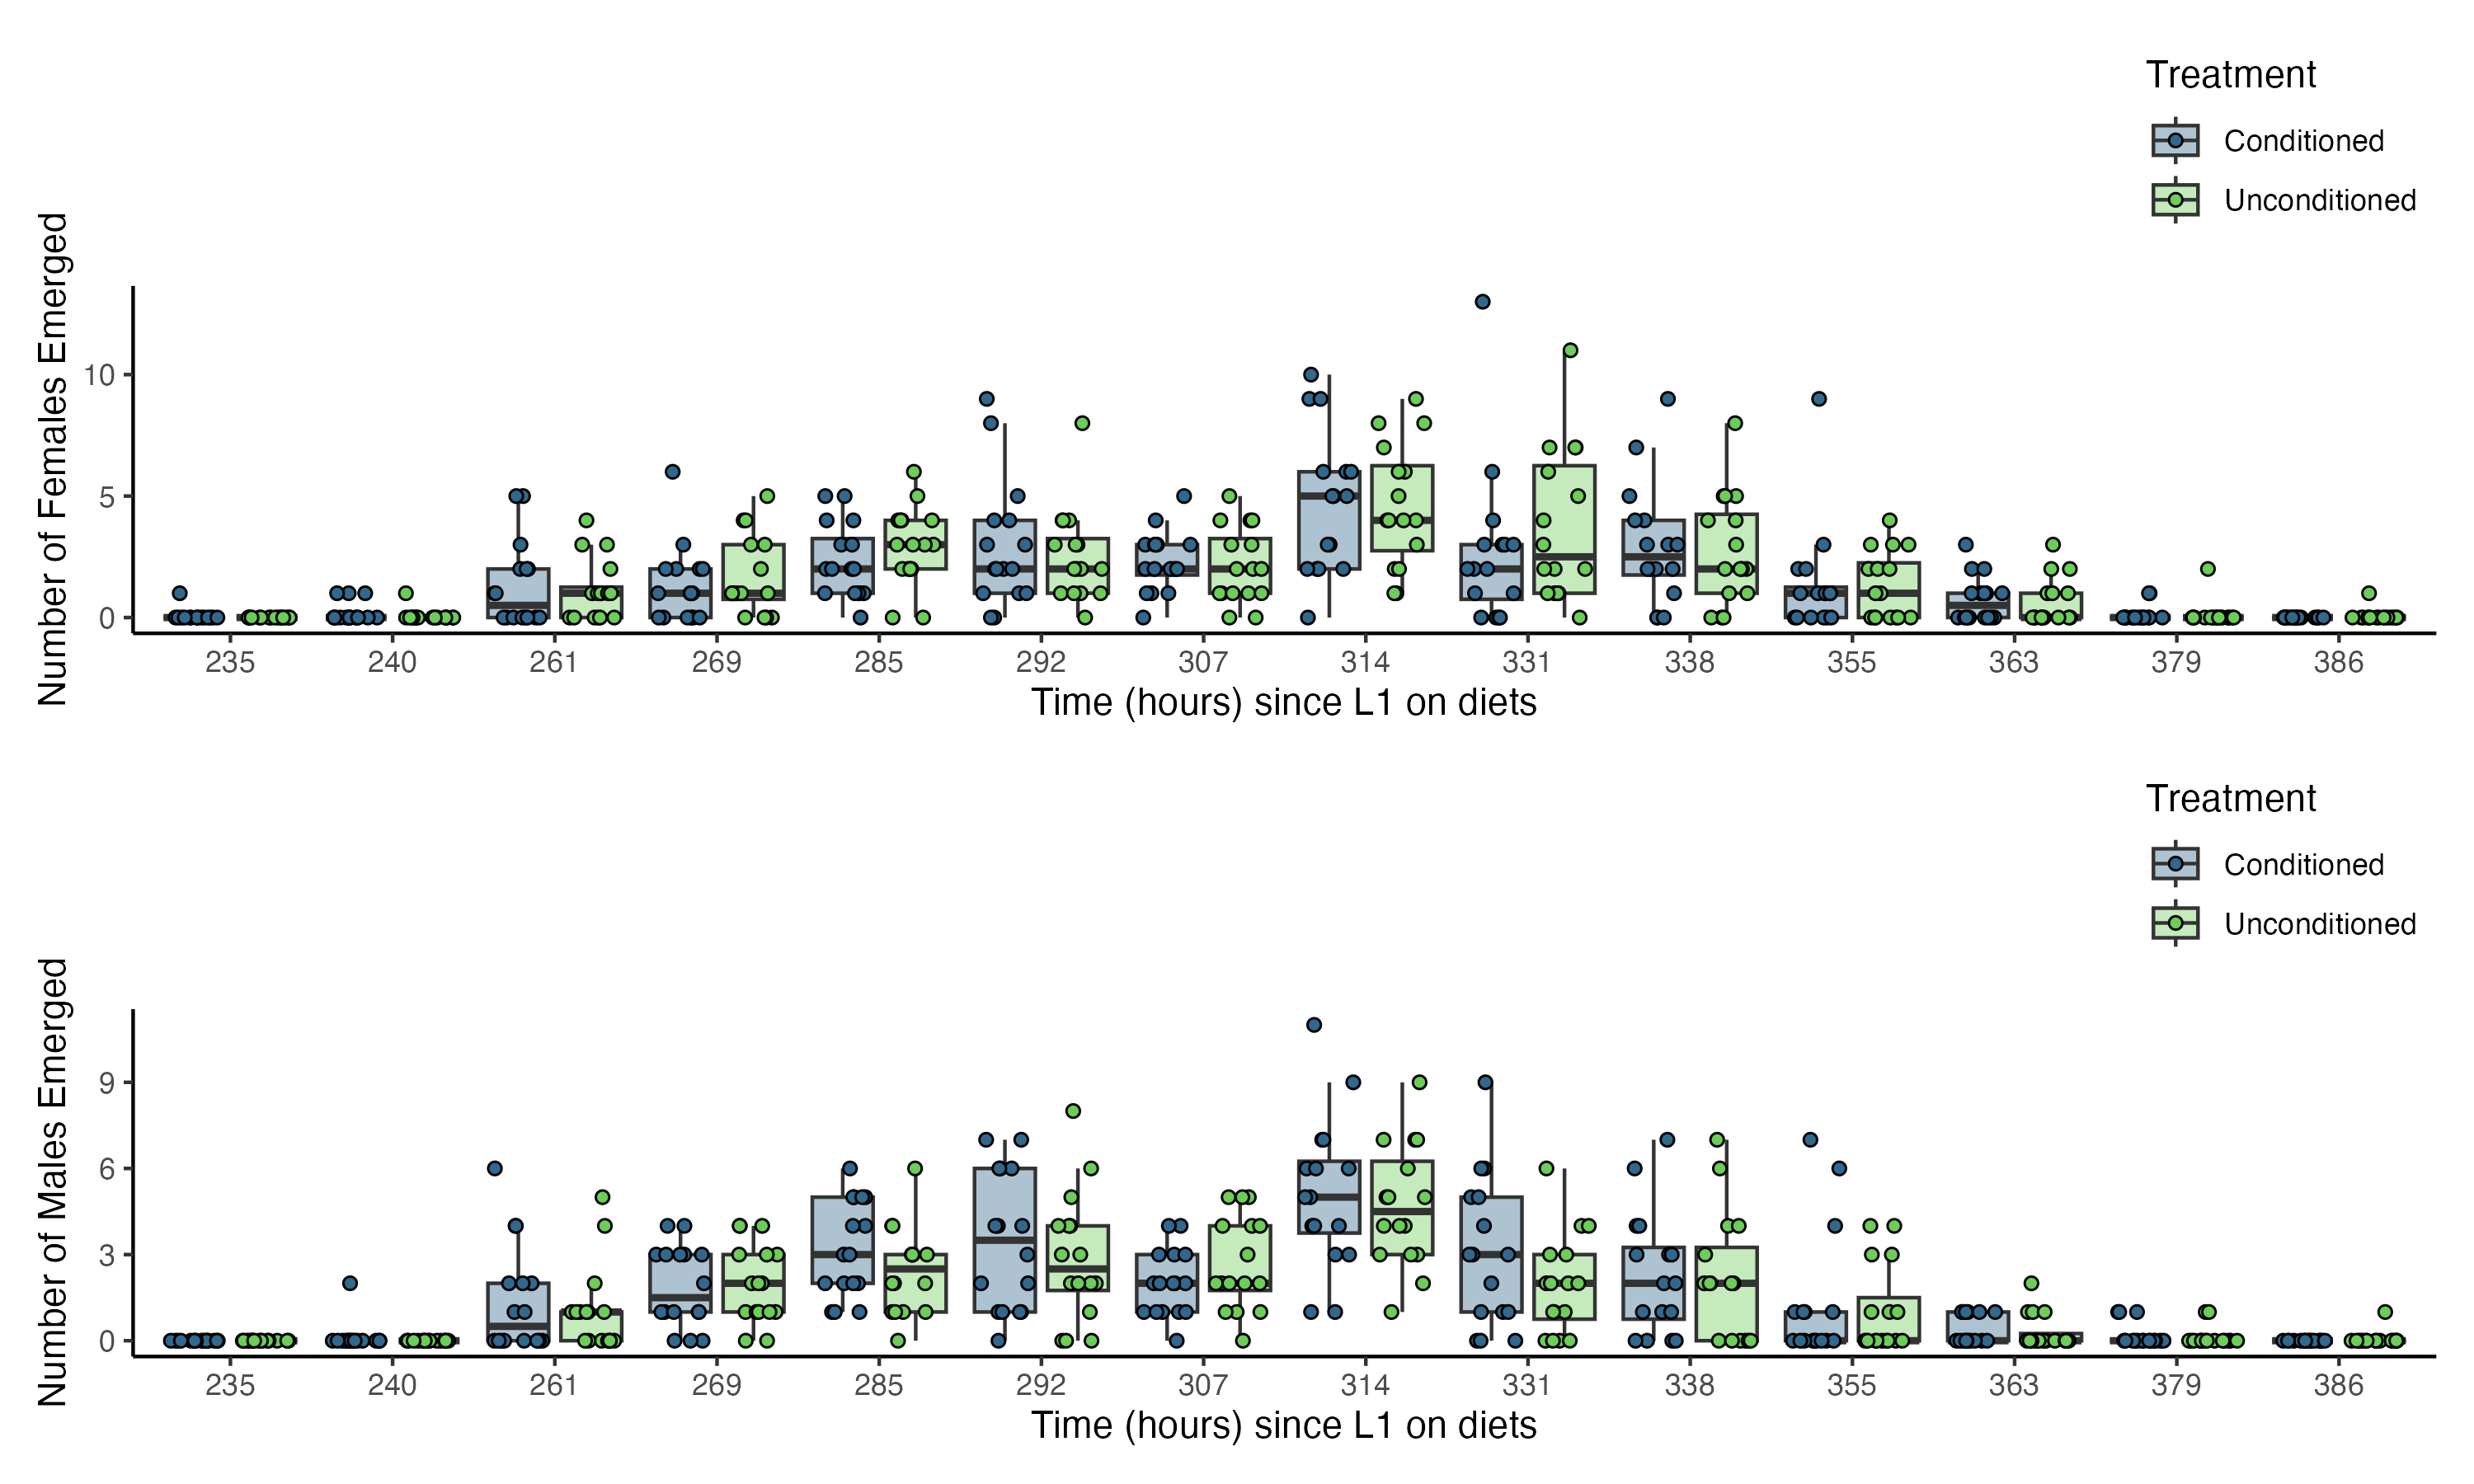 Treatment
Conditioned
Unconditioned
Number of Females Emerged
10
5
0
235 240 261 269 285 292 307 314 331 338 355 363 379 386
Time (hours) since L1 on diets
Treatment
Conditioned
Unconditioned
Number of Males Emerged
9
6
3
0
235 240 261 269 285 292 307 314 331 338 355 363 379 386
Time (hours) since L1 on diets